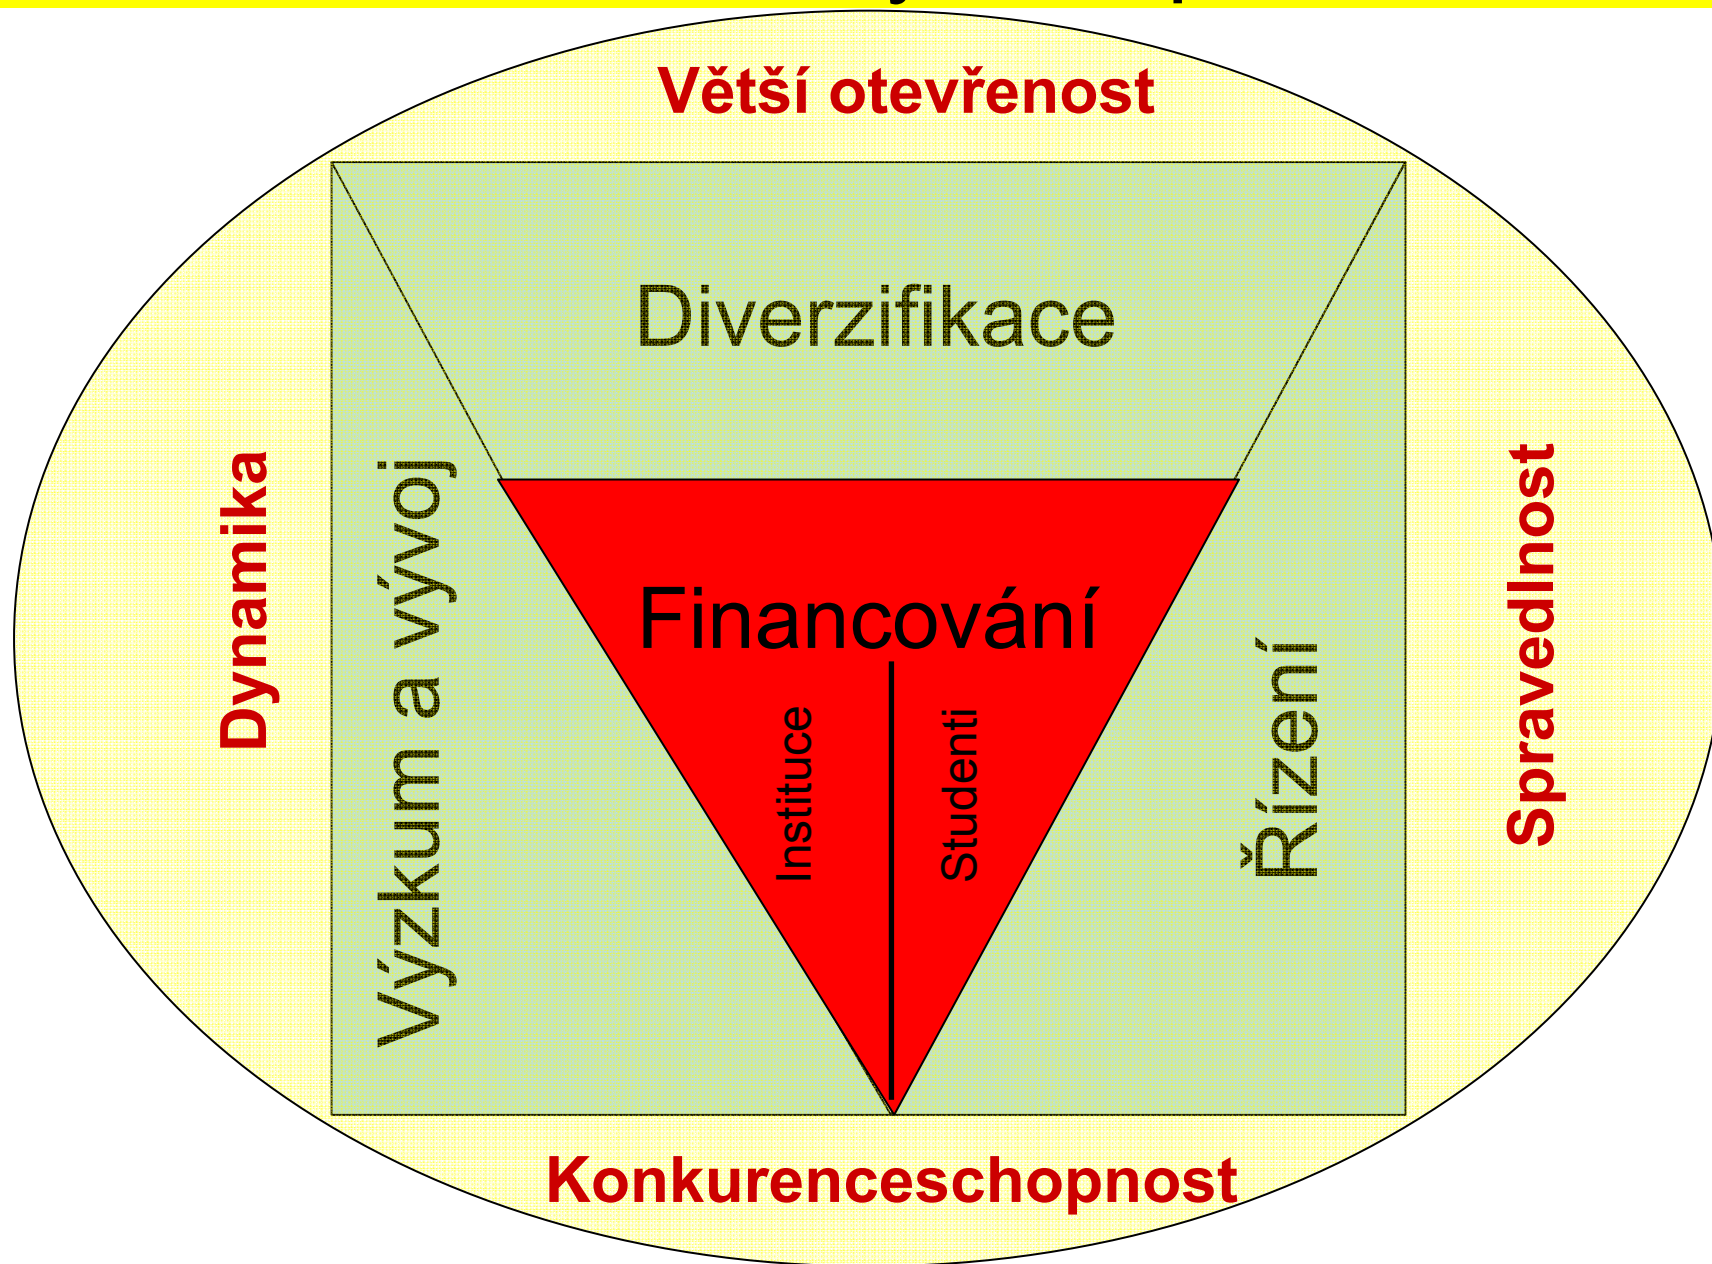 Větší otevřenost
Diverzifikace
Dynamika
Výzkum a vývoj
Financování
Instituce
Studenti
Řízení
Spravedlnost
Konkurenceschopnost